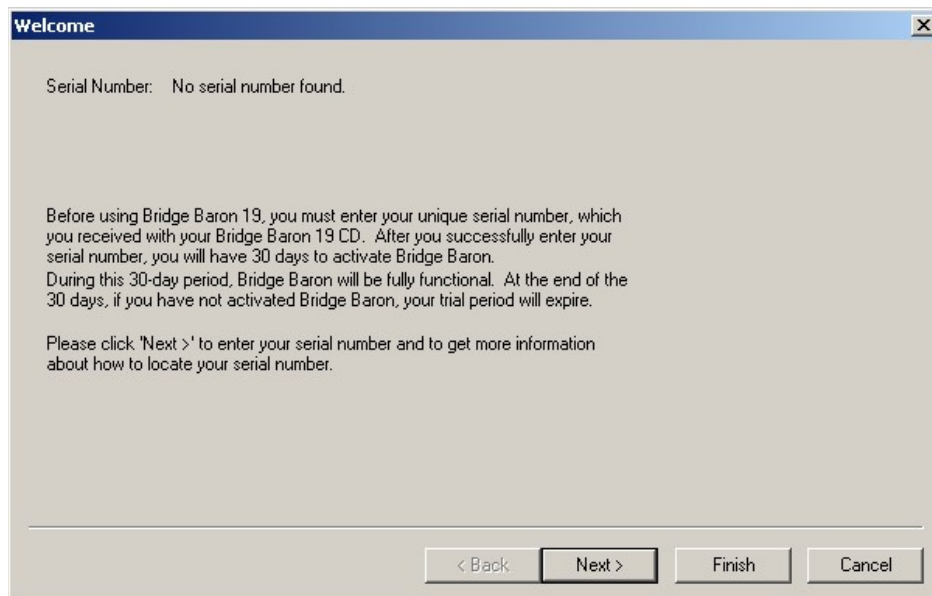 Welcome
Serial Number: No serial number found.
Before using Bridge Baron 19, you must enter your unique serial number, which
you received with your Bridge Baron 19 CD. After you successfully enter your
serial number, you will have 30 days to activate Bridge Baron.
During this 30-day period, Bridge Baron will be fully functional. At the end of the
30 days, if you have not activated Bridge Baron, your trial period will expire.
Please click 'Next >' to enter your serial number and to get more information
about how to locate your serial number.
< Back Next > Finish Cancel